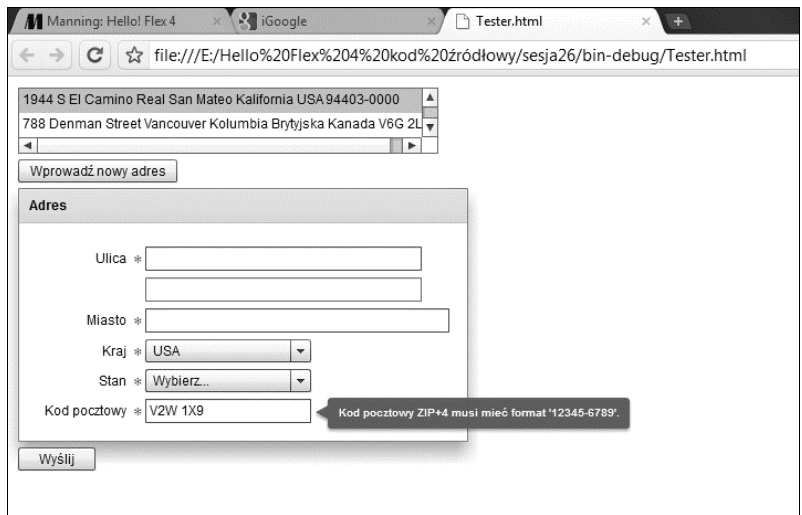 Manning: Hello! Flex 4
iGoogle
Tester.html
file:///E:/Hello%20Flex%204%20kod%20źródłowy/sesja26/bin-debug/Tester.html
1944 S El Camino Real San Mateo Kalifornia USA 94403-0000
788 Denman Street Vancouver Kolumbia Brytyjska Kanada V6G 2L
Wprowadź nowy adres
Adres
Ulica *
Miasto *
Kraj * USA
Stan * Wybierz...
Kod pocztowy * V2W 1X9 Kod pocztowy ZIP+4 musi mieć format '12345-6789'.
Wyślij